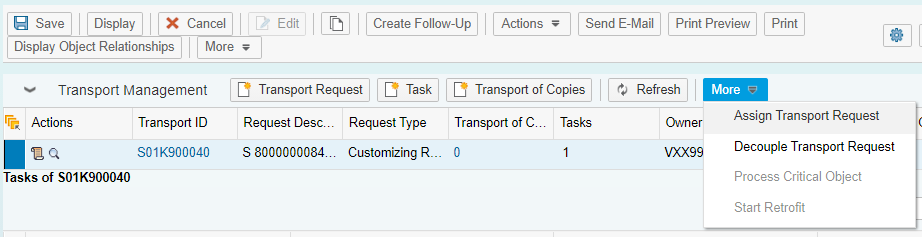 Save Display Cancel Edit Create Follow-Up Actions Send E-Mail Print Preview Print
Display Object Relationships More
Transport Management Transport Request Task Transport of Copies Refresh More
Actions Transport ID Request Desc... Request Type Transport of C... Tasks Owner
S01K900040 S 8000000084... Customizing R... 0 1 VXX99
Tasks of S01K900040
Assign Transport Request
Decouple Transport Request
Process Critical Object
Start Retrofit